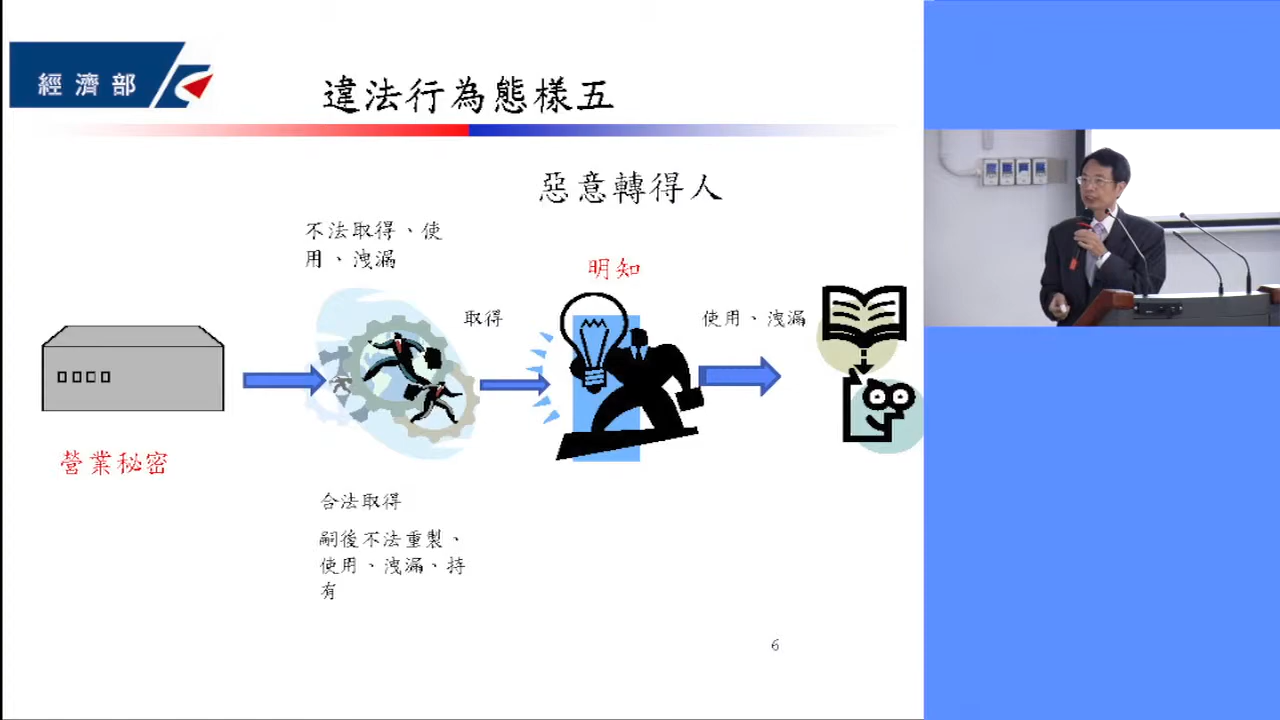 經濟部
違法行為態樣五
惡意轉得人
不法取得、使
用、洩漏
明知
取得
使用、洩漏
營業秘密
合法取得
嗣後不法重製、
使用、洩漏、持
有
6